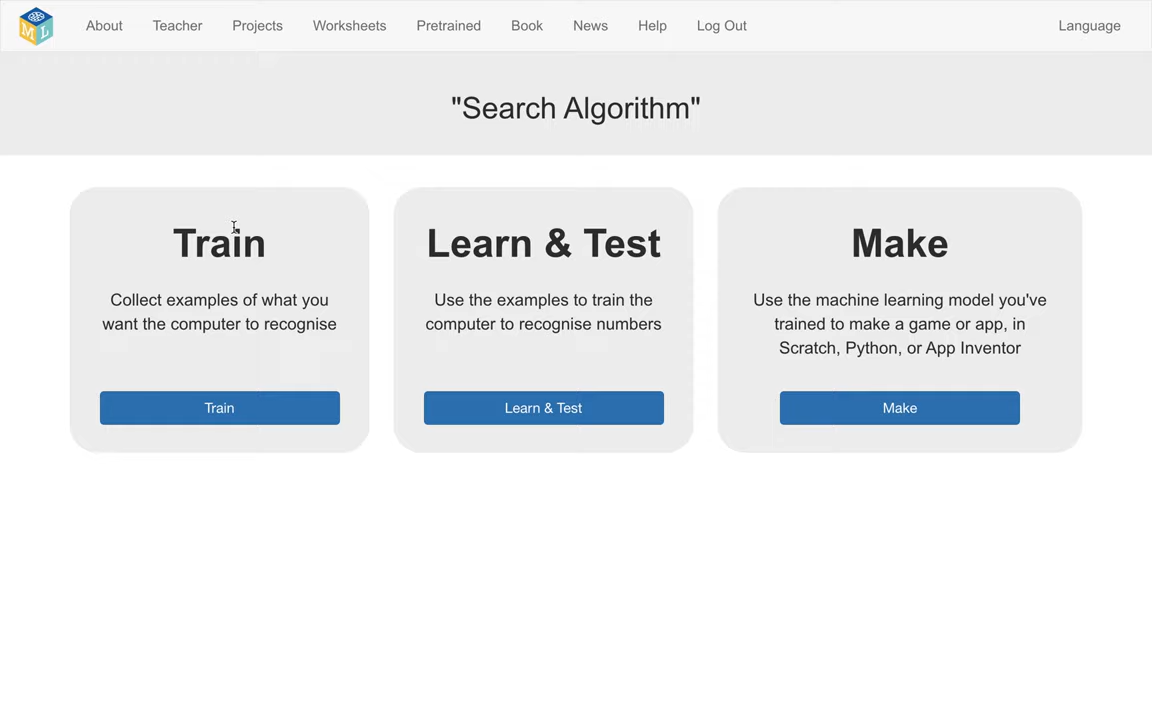 M L
About Teacher Projects Worksheets Pretrained Book News Help Log Out Language
"Search Algorithm"
Train
Collect examples of what you
want the computer to recognise
Train
Learn & Test
Use the examples to train the
computer to recognise numbers
Learn & Test
Make
Use the machine learning model you've
trained to make a game or app, in
Scratch, Python, or App Inventor
Make